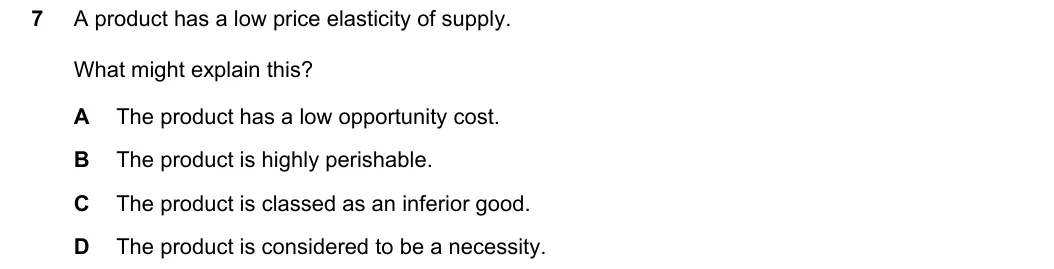 7 A product has a low price elasticity of supply.
What might explain this?
A The product has a low opportunity cost.
B The product is highly perishable.
C The product is classed as an inferior good.
D The product is considered to be a necessity.